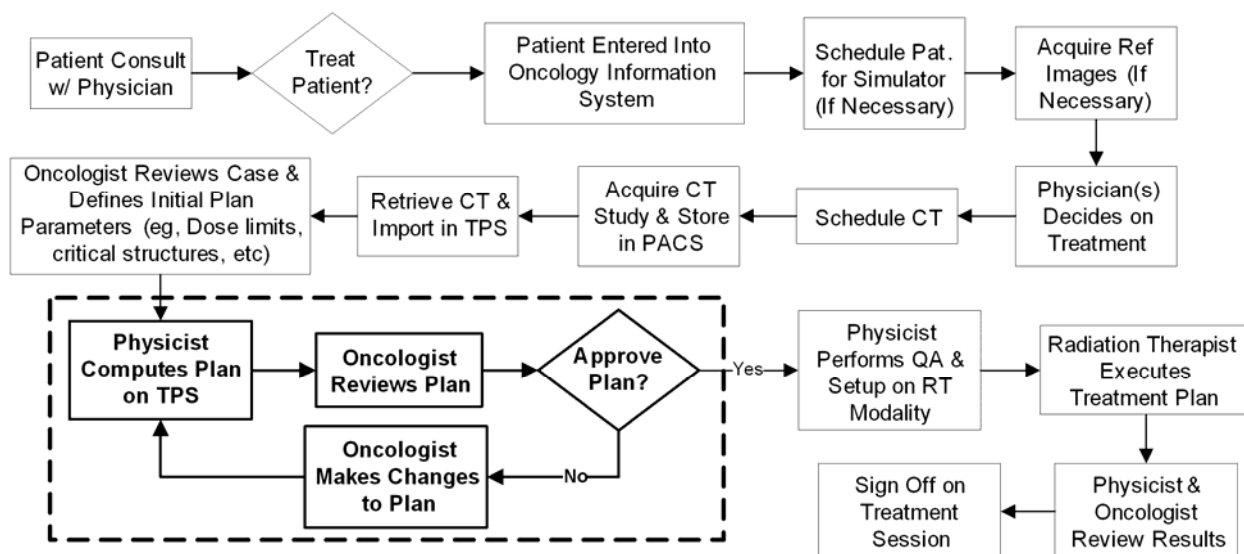 Patient Consult
w/ Physician
Treat
Patient?
Patient Entered Into
Oncology Information
System
Schedule Pat.
for Simulator
(If Necessary)
Acquire Ref
Images (If
Necessary)
Physician(s)
Decides on
Treatment
Schedule CT
Acquire CT
Study & Store
in PACS
Retrieve CT &
Import in TPS
Oncologist Reviews Case &
Defines Initial Plan
Parameters (eg, Dose limits,
critical structures, etc)
Physicist
Computes Plan
on TPS
Oncologist
Reviews Plan
Approve
Plan?
No
Oncologist
Makes Changes
to Plan
Yes
Physicist
Performs QA &
Setup on RT
Modality
Radiation Therapist
Executes
Treatment Plan
Physicist &
Oncologist
Review Results
Sign Off on
Treatment
Session